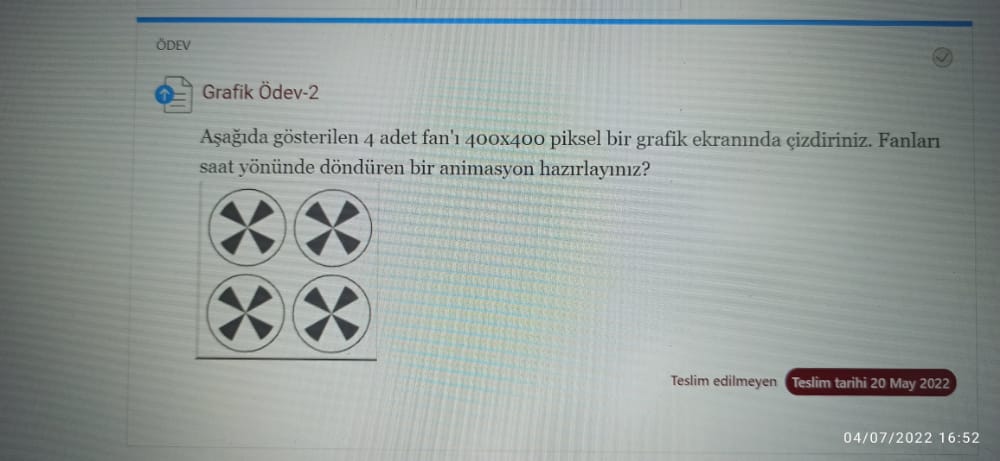 ÖDEV
Grafik Ödev-2
Aşağıda gösterilen 4 adet fan'ı 400x400 piksel bir grafik ekranında çizdiriniz. Fanları
saat yönünde döndüren bir animasyon hazırlayınız?
Teslim edilmeyen Teslim tarihi 20 May 2022
04/07/2022 16:52